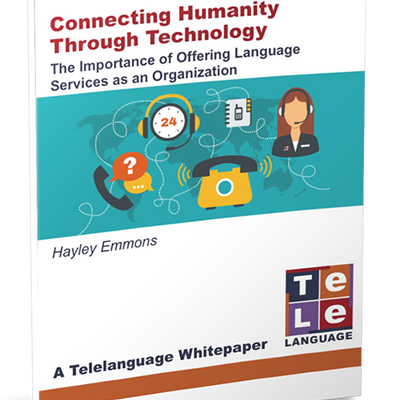 Connecting Humanity
Through Technology
The Importance of Offering Language
Services as an Organization
24
?
Hayley Emmons
Te
Le
LANGUAGE
A Telelanguage Whitepaper